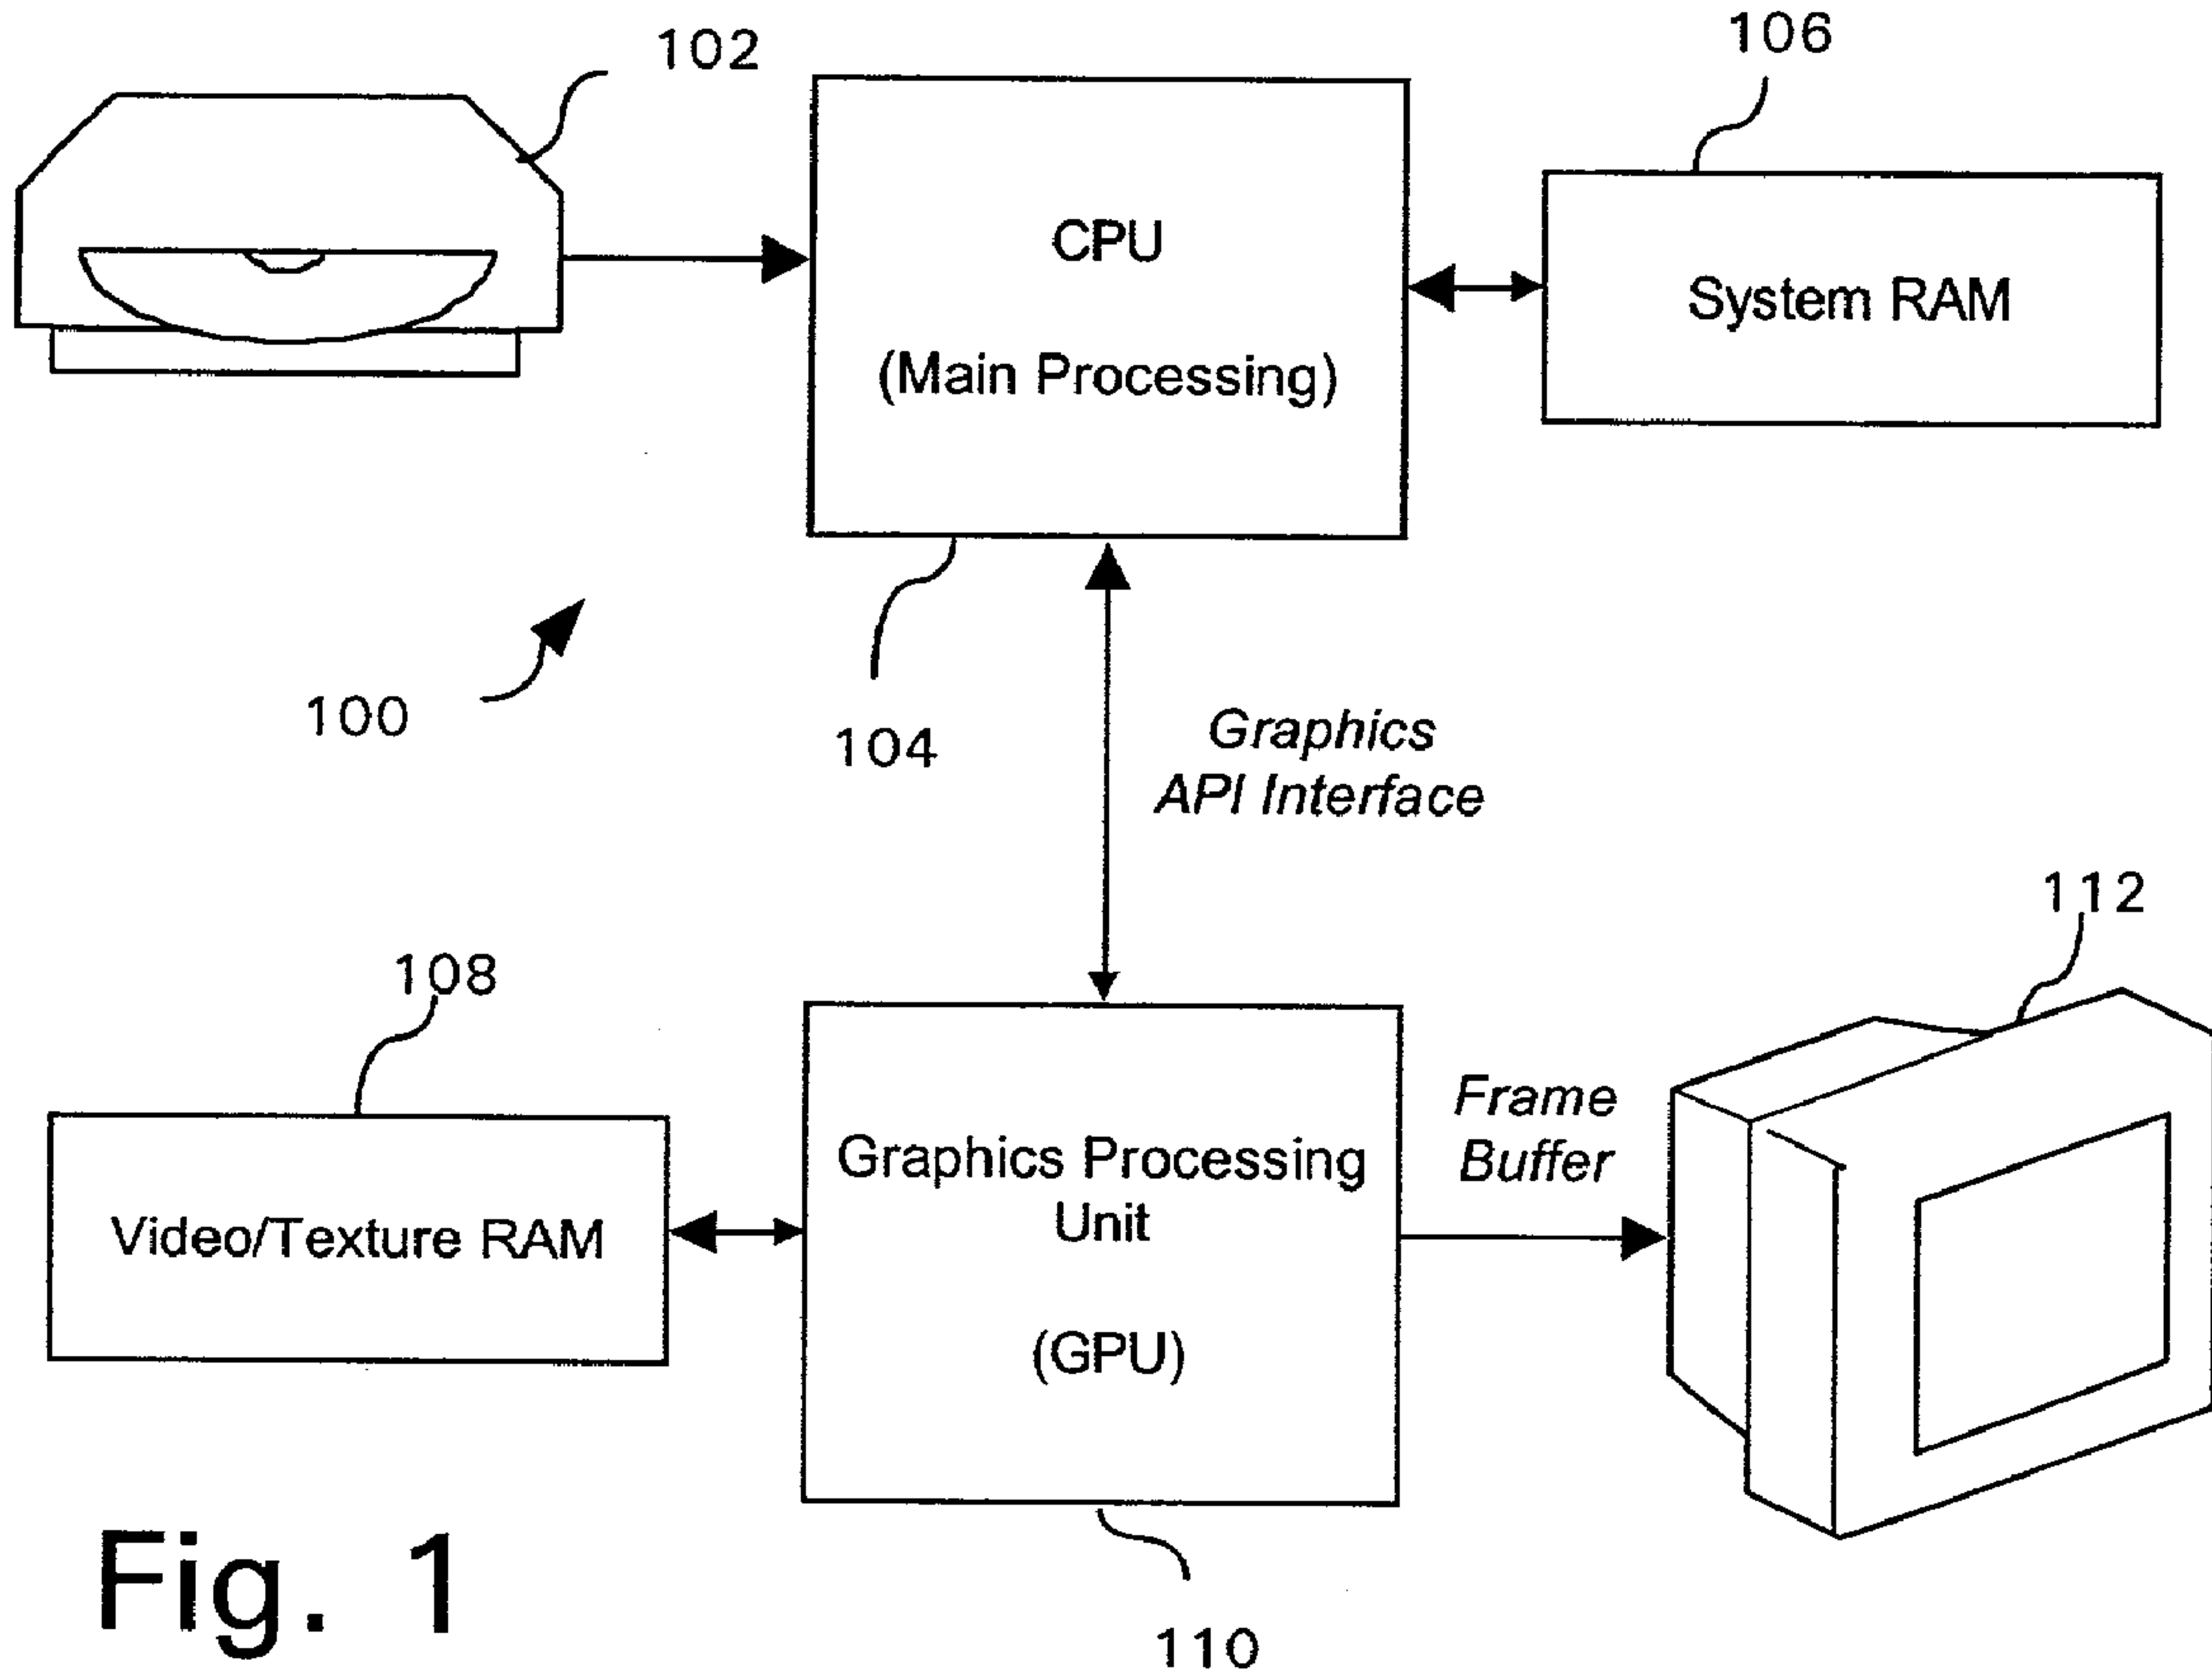 102
106
CPU
(Main Processing)
System RAM
100
104
Graphics
API Interface
112
108
Frame
Buffer
Graphics Processing
Unit
(GPU)
Video/Texture RAM
Fig. 1
110